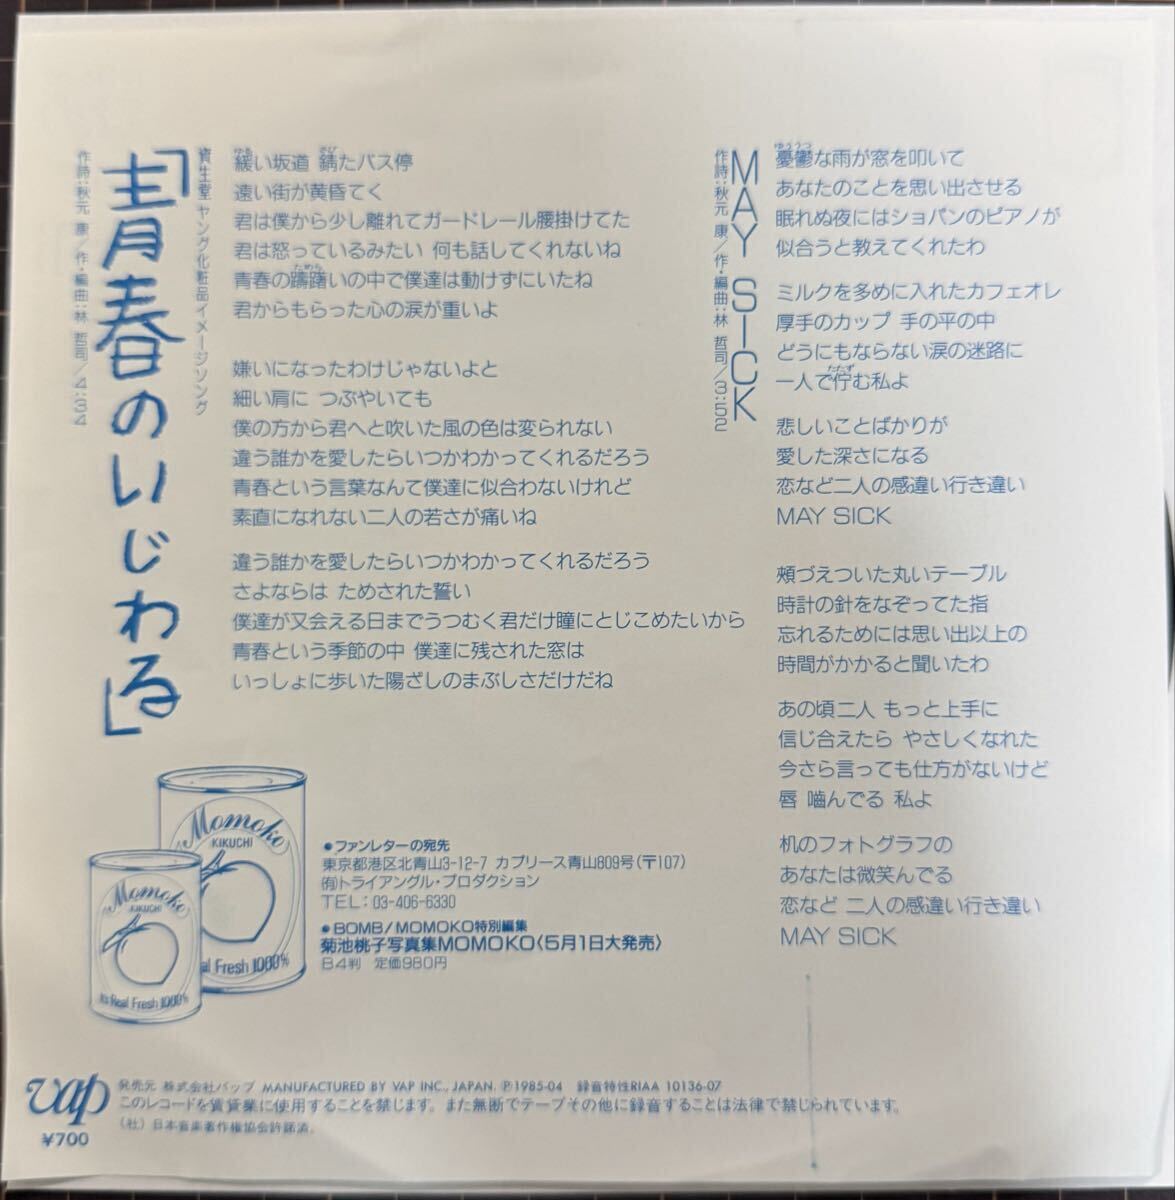 「青春のいじわる」
資生堂 ヤング化粧品イメージソング
作詩:秋元 康/作・編曲:林 哲司/4:34
緩い坂道 錆たバス停
遠い街が黄昏てく
君は僕から少し離れてガードレール腰掛けてた
君は怒っているみたい 何も話してくれないね
青春の躊躇いの中で僕達は動けずにいたね
君からもらった心の涙が重いよ
嫌いになったわけじゃないよと
細い肩に つぶやいても
僕の方から君へと吹いた風の色は変られない
違う誰かを愛したらいつかわかってくれるだろう
青春という言葉なんて僕達に似合わないけれど
素直になれない二人の若さが痛いね
違う誰かを愛したらいつかわかってくれるだろう
さよならは ためされた誓い
僕達が又会える日までうつむく君だけ瞳にとじこめたいから
青春という季節の中 僕達に残された窓は
いっしょに歩いた陽ざしのまぶしさだけだね
MAY SICK
作詩:秋元 康/作・編曲:林 哲司/3:52
憂鬱な雨が窓を叩いて
あなたのことを思い出させる
眠れぬ夜にはショパンのピアノが
似合うと教えてくれたわ
ミルクを多めに入れたカフェオレ
厚手のカップ 手の平の中
どうにもならない涙の迷路に
一人で佇む私よ
悲しいことばかりが
愛した深さになる
恋など二人の感違い行き違い
MAY SICK
頬づえついた丸いテーブル
時計の針をなぞってた指
忘れるためには思い出以上の
時間がかかると聞いたわ
あの頃二人 もっと上手に
信じ合えたら やさしくなれた
今さら言っても仕方がないけど
唇 嚙んでる 私よ
机のフォトグラフの
あなたは微笑んでる
恋など 二人の感違い行き違い
MAY SICK
Momoko
KIKUCHI
al Fresh 1000%
Momoko
KIKUCHI
It's Real Fresh 1000%
●ファンレターの宛先
東京都港区北青山3-12-7 カプリース青山809号(〒107)
㈲トライアングル・プロダクション
TEL:03-406-6330
●BOMB/MOMOKO特別編集
菊池桃子写真集MOMOKO〈5月1日大発売〉
B4判 定価980円
vap
¥700
発売元 株式会社バップ MANUFACTURED BY VAP INC., JAPAN. Ⓟ1985-04 録音特性RIAA 10136-07
このレコードを賃貸業に使用することを禁じます。また無断でテープその他に録音することは法律で禁じられています。
(社)日本音楽著作権協会許諾済。